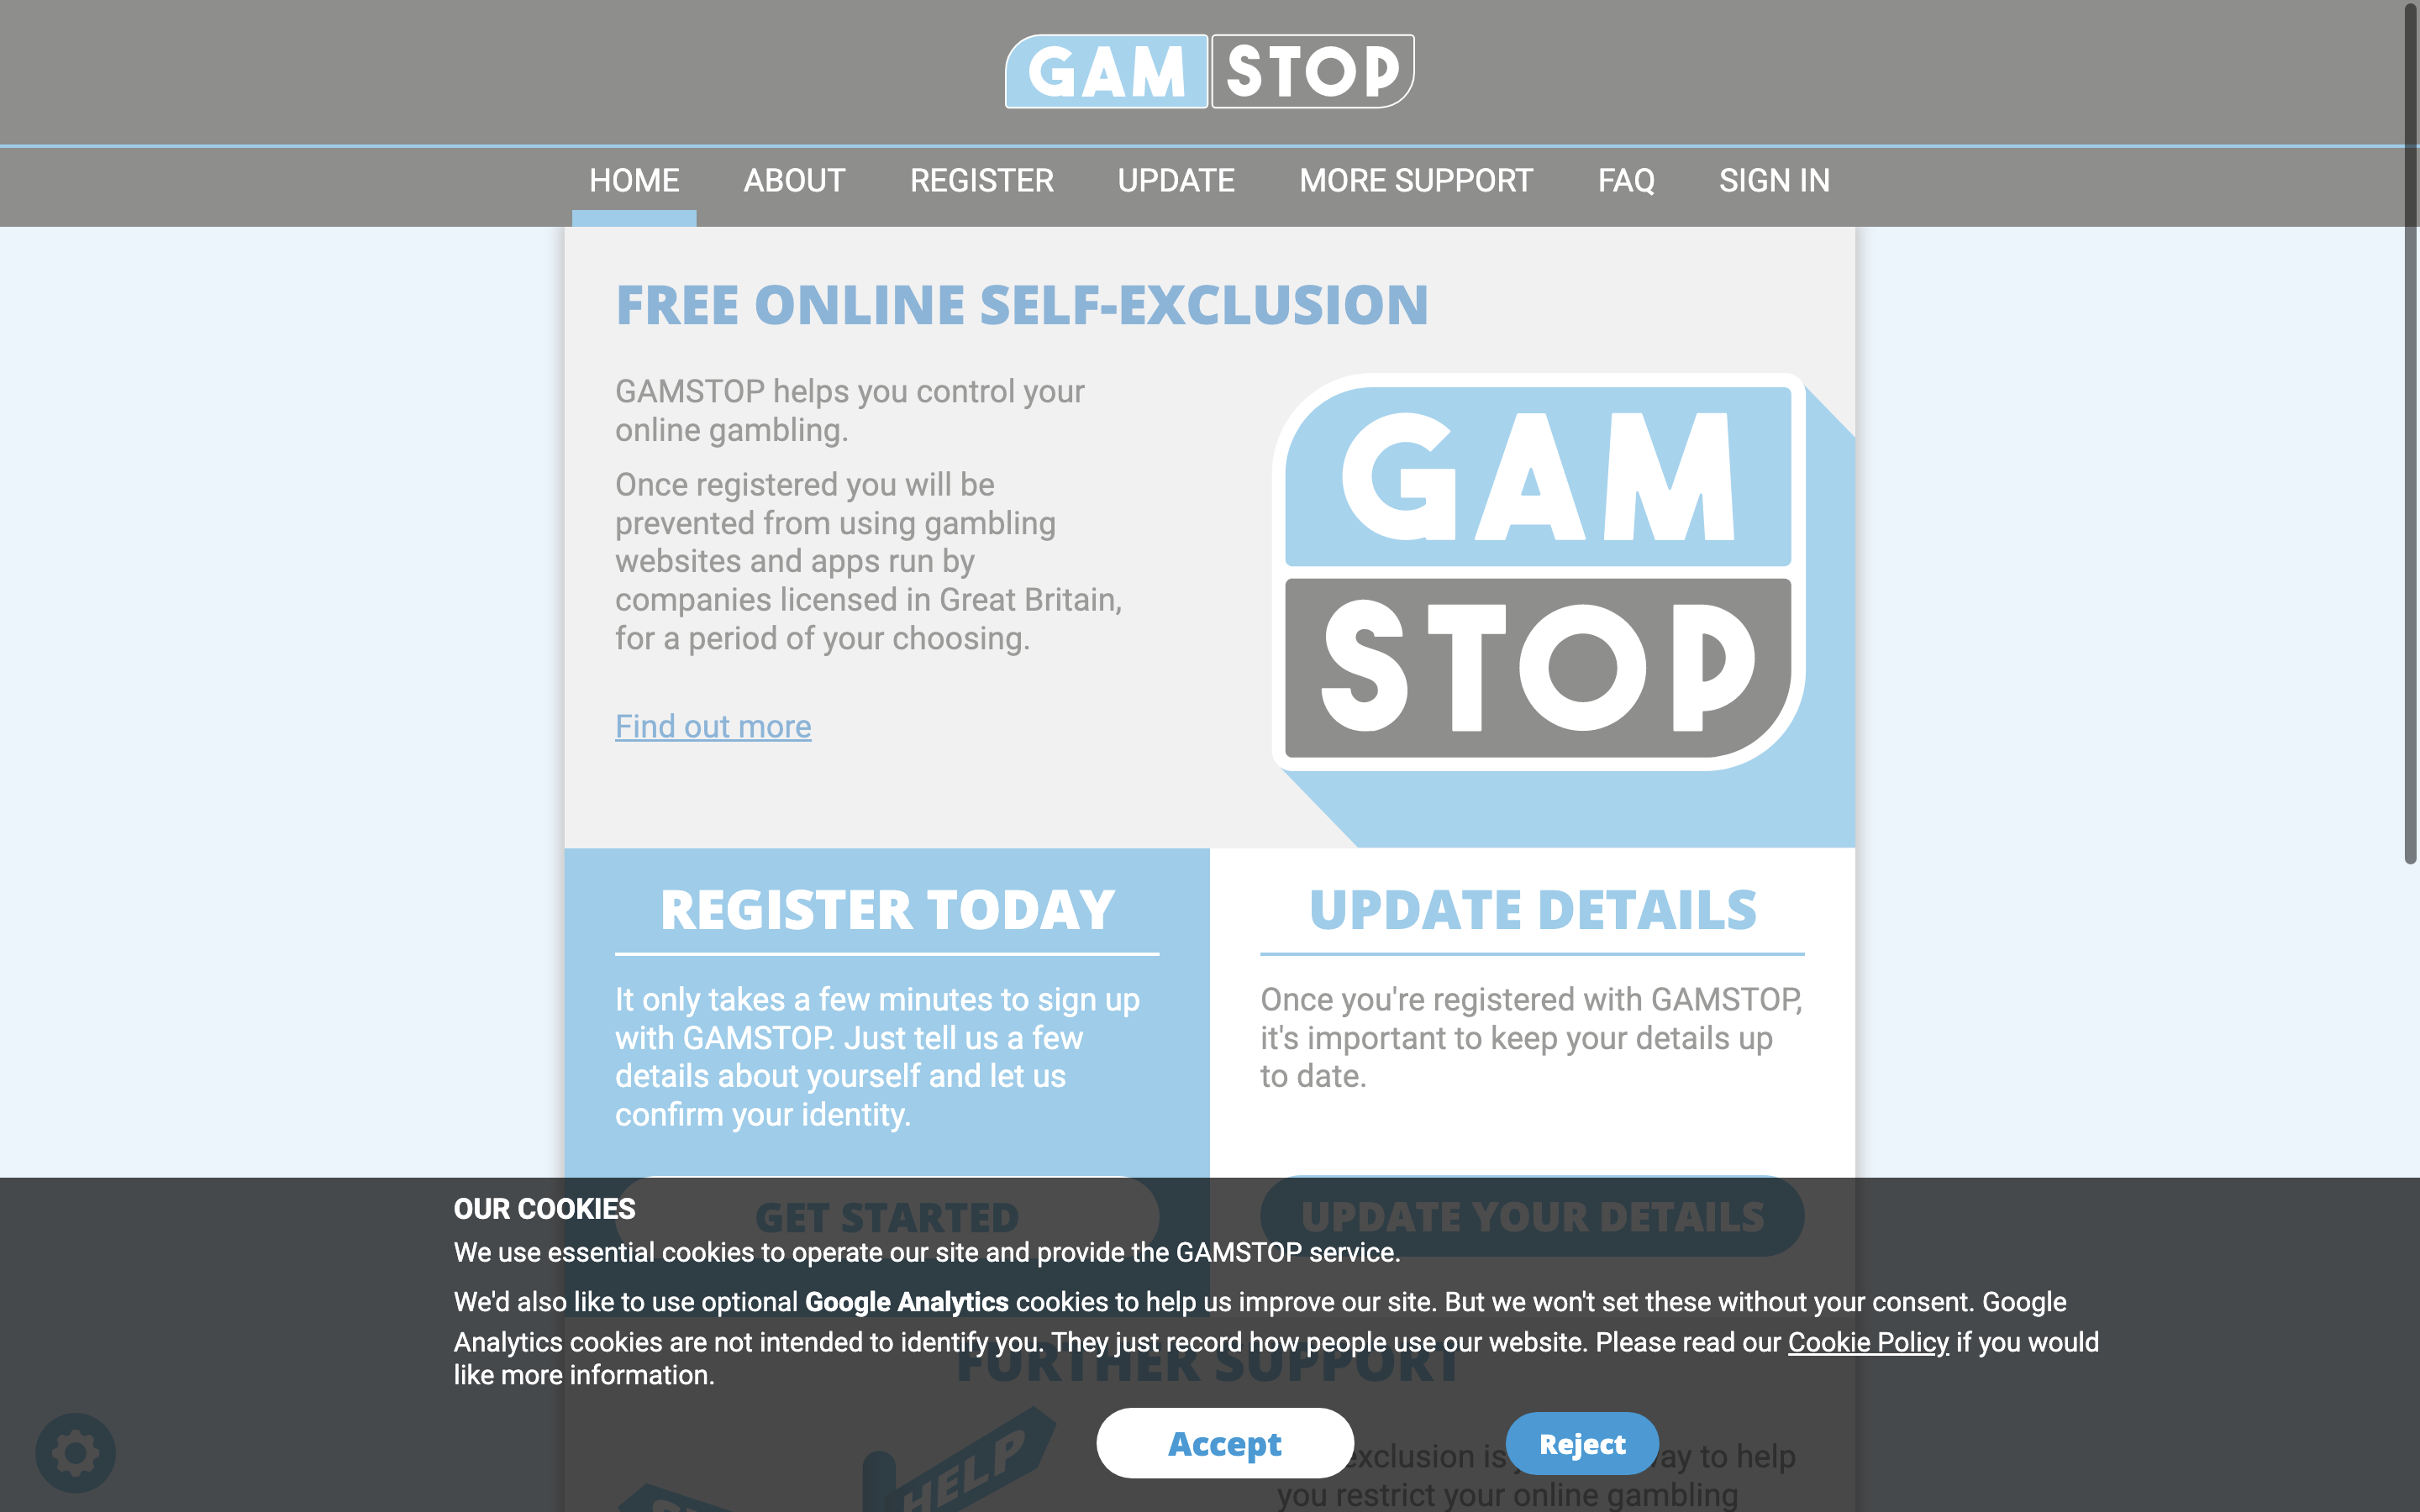 GAM STOP
HOME ABOUT REGISTER UPDATE MORE SUPPORT FAQ SIGN IN
FREE ONLINE SELF-EXCLUSION
GAMSTOP helps you control your
online gambling.
Once registered you will be
prevented from using gambling
websites and apps run by
companies licensed in Great Britain,
for a period of your choosing.
Find out more
GAM
STOP
REGISTER TODAY
It only takes a few minutes to sign up
with GAMSTOP. Just tell us a few
details about yourself and let us
confirm your identity.
GET STARTED
UPDATE DETAILS
Once you're registered with GAMSTOP,
it's important to keep your details up
to date.
UPDATE YOUR DETAILS
OUR COOKIES
We use essential cookies to operate our site and provide the GAMSTOP service.
We'd also like to use optional Google Analytics cookies to help us improve our site. But we won't set these without your consent. Google
Analytics cookies are not intended to identify you. They just record how people use our website. Please read our Cookie Policy if you would
like more information.
Accept
Reject
FURTHER SUPPORT
HELP
exclusion is to help
you restrict your online gambling